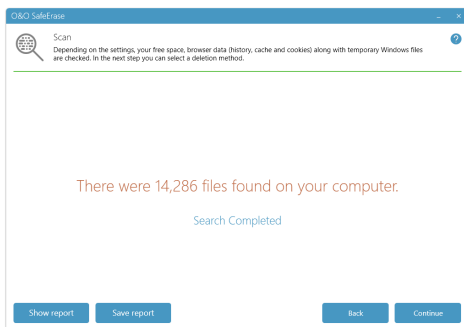 O&O SafeErase
Scan
Depending on the settings, your free space, browser data (history, cache and cookies) along with temporary Windows files
are checked. In the next step you can select a deletion method.
There were 14,286 files found on your computer.
Search Completed
Show report Save report Back Continue